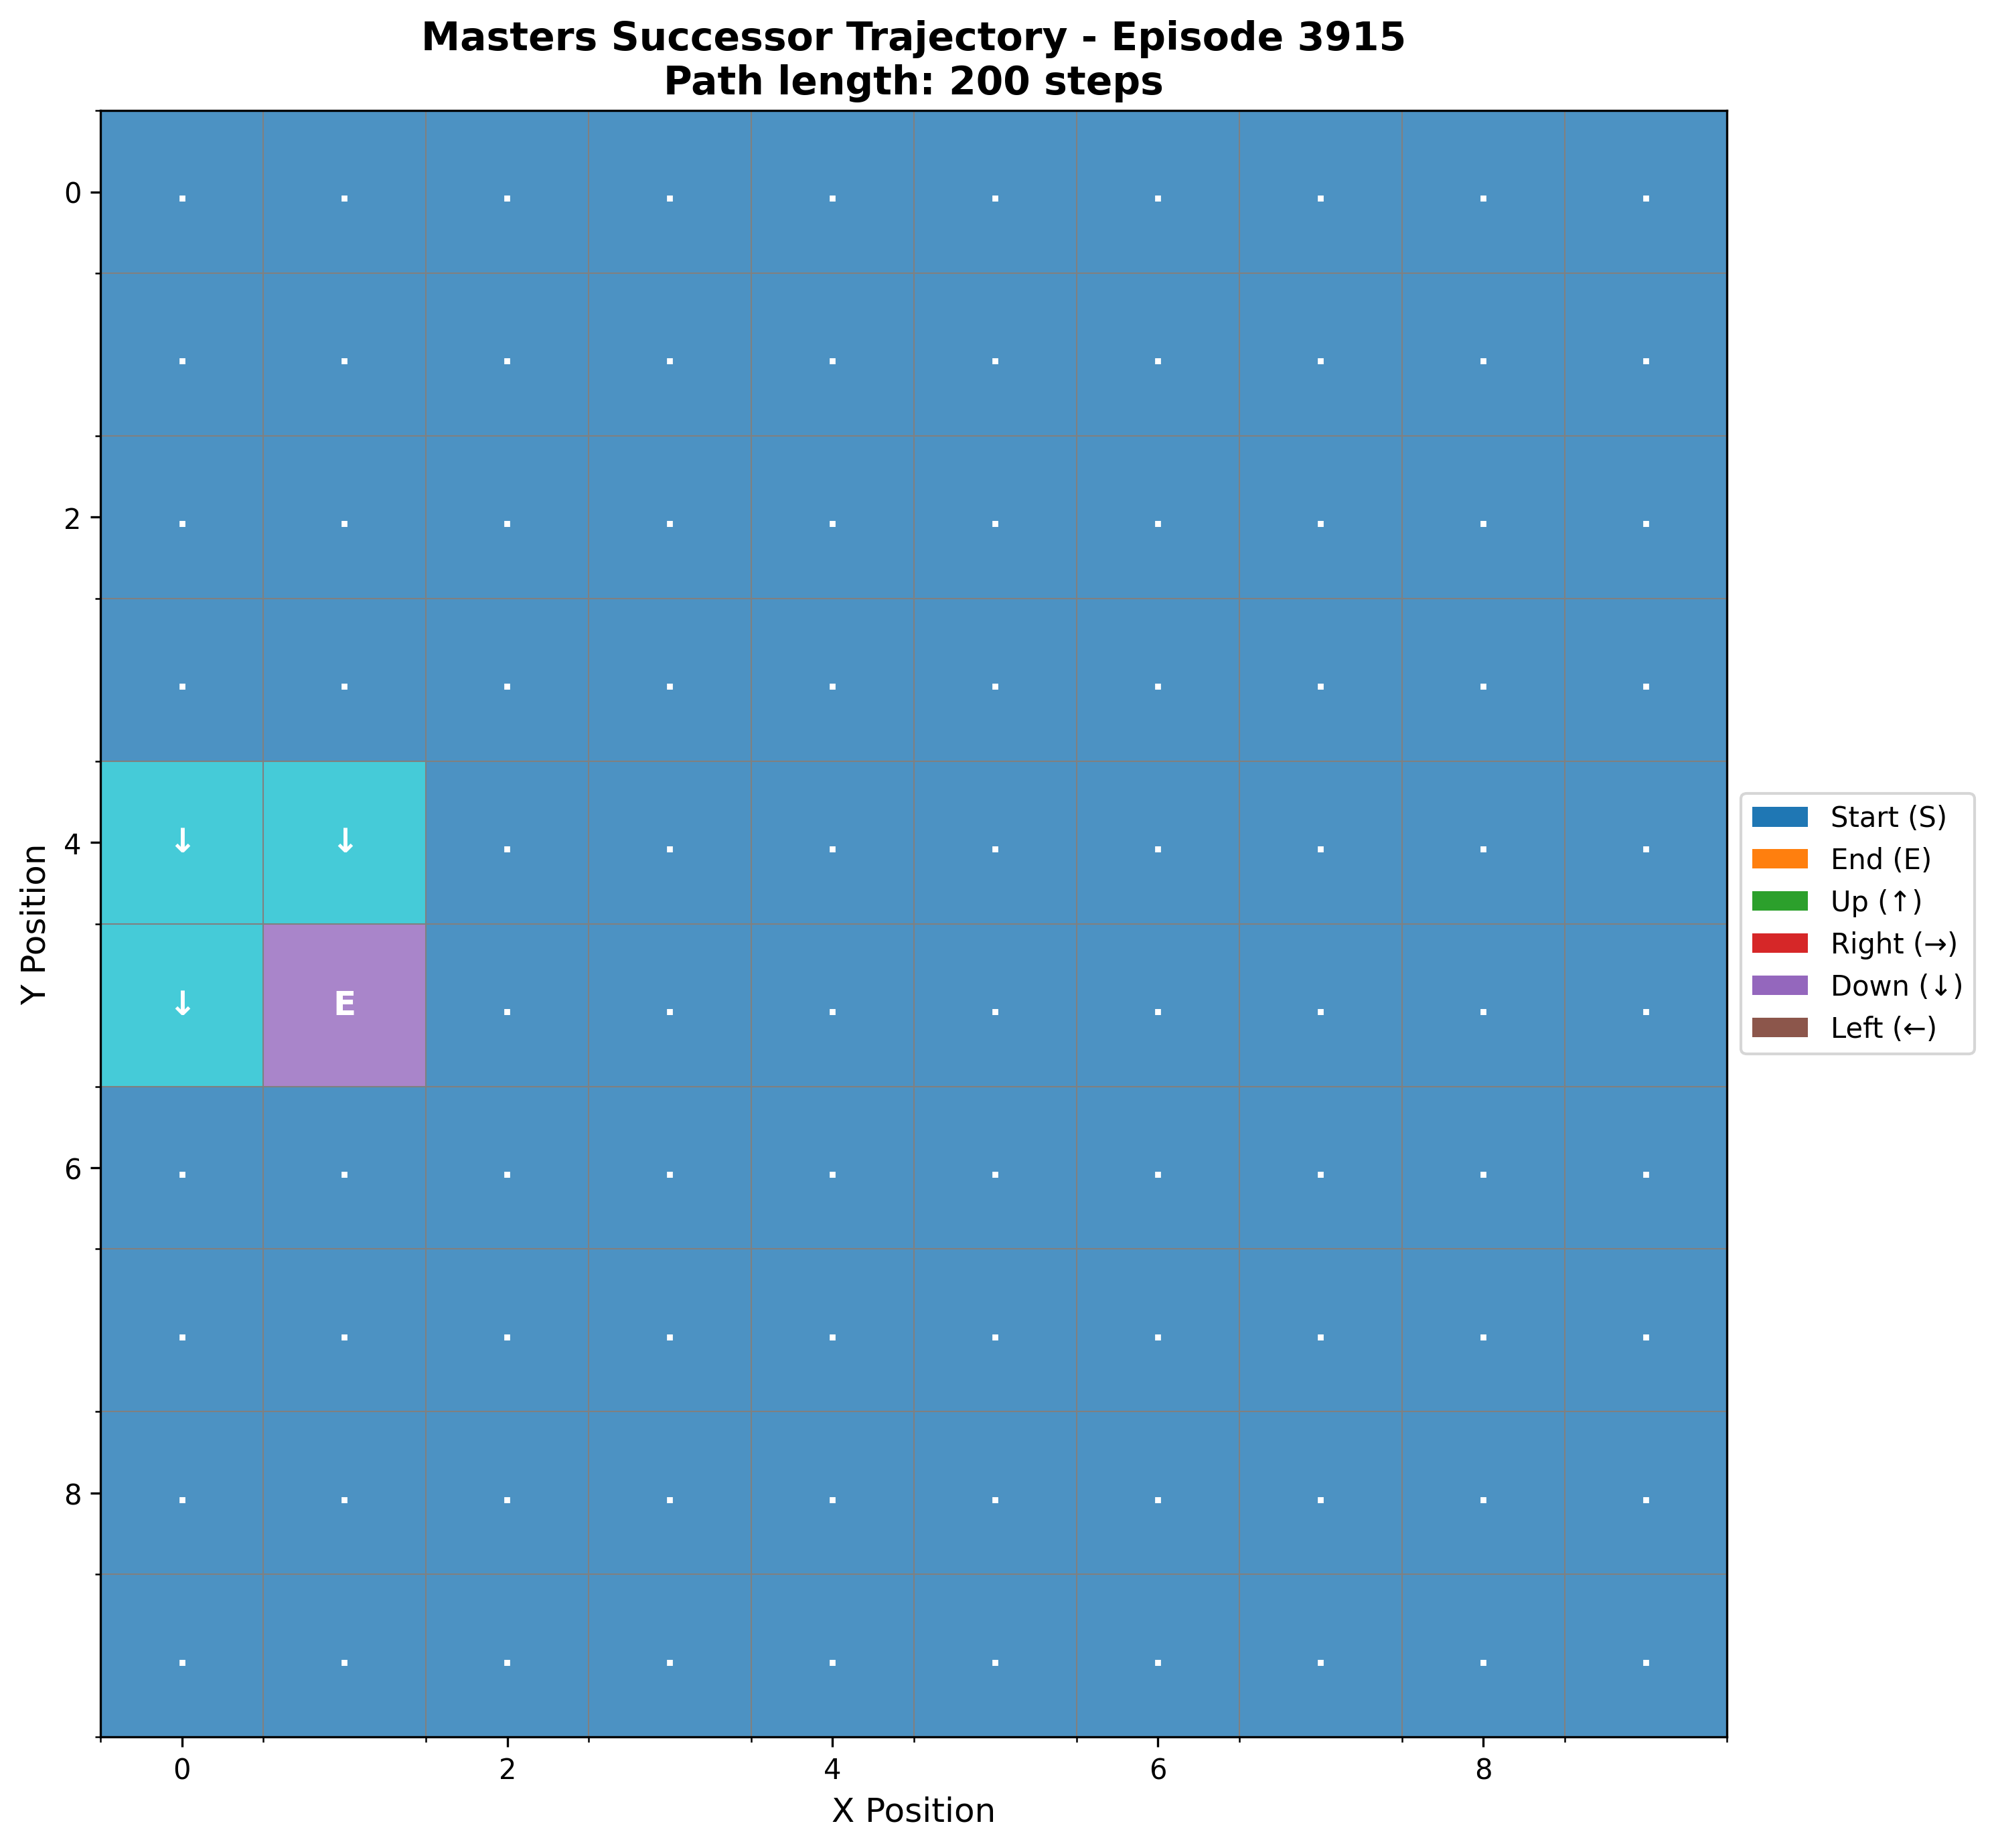 Masters Successor Trajectory - Episode 3915
Path length: 200 steps
0
2
↓ ↓
4
↓ E
6
8
0 2 4 6 8
X Position
Y Position
Start (S)
End (E)
Up (↑)
Right (→)
Down (↓)
Left (←)